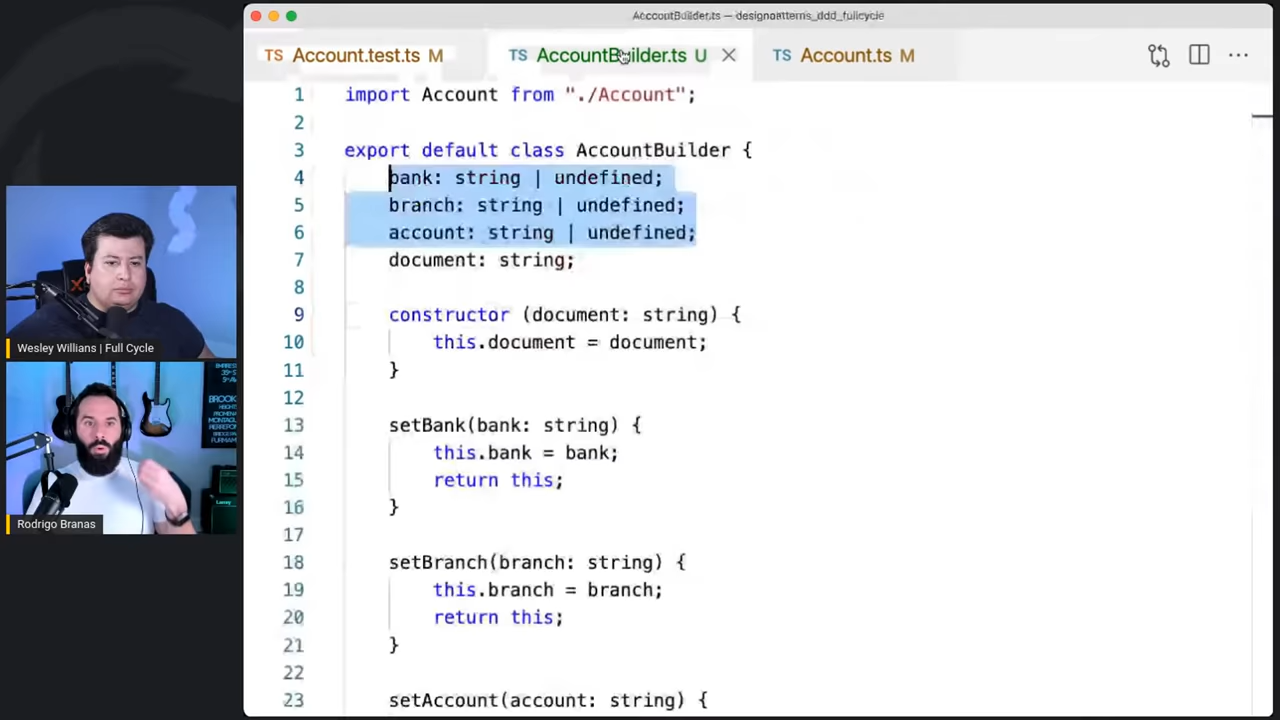 AccountBuilder.ts — designpatterns_ddd_fullcycle
TS Account.test.ts M
TS AccountBuilder.ts U
TS Account.ts M
1 import Account from "./Account";
2
3 export default class AccountBuilder {
4 bank: string | undefined;
5 branch: string | undefined;
6 account: string | undefined;
7 document: string;
8
9 constructor (document: string) {
10 this.document = document;
11 }
12
13 setBank(bank: string) {
14 this.bank = bank;
15 return this;
16 }
17
18 setBranch(branch: string) {
19 this.branch = branch;
20 return this;
21 }
22
23 setAccount(account: string) {
Wesley Willians | Full Cycle
BROOK
Rodrigo Branas